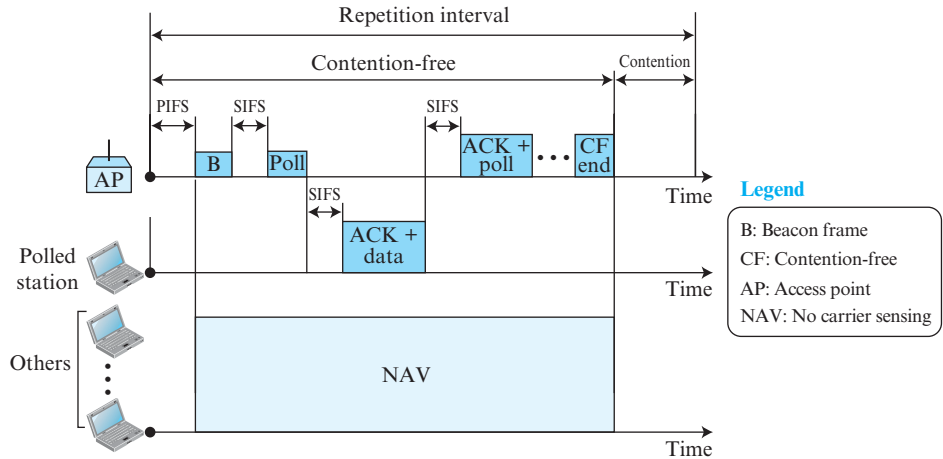 Repetition interval
Contention-free
Contention
PIFS
SIFS
SIFS
B
Poll
ACK +
poll
CF
end
AP
Time
SIFS
ACK +
data
Polled
station
Time
Others
NAV
Time
Legend
B: Beacon frame
CF: Contention-free
AP: Access point
NAV: No carrier sensing